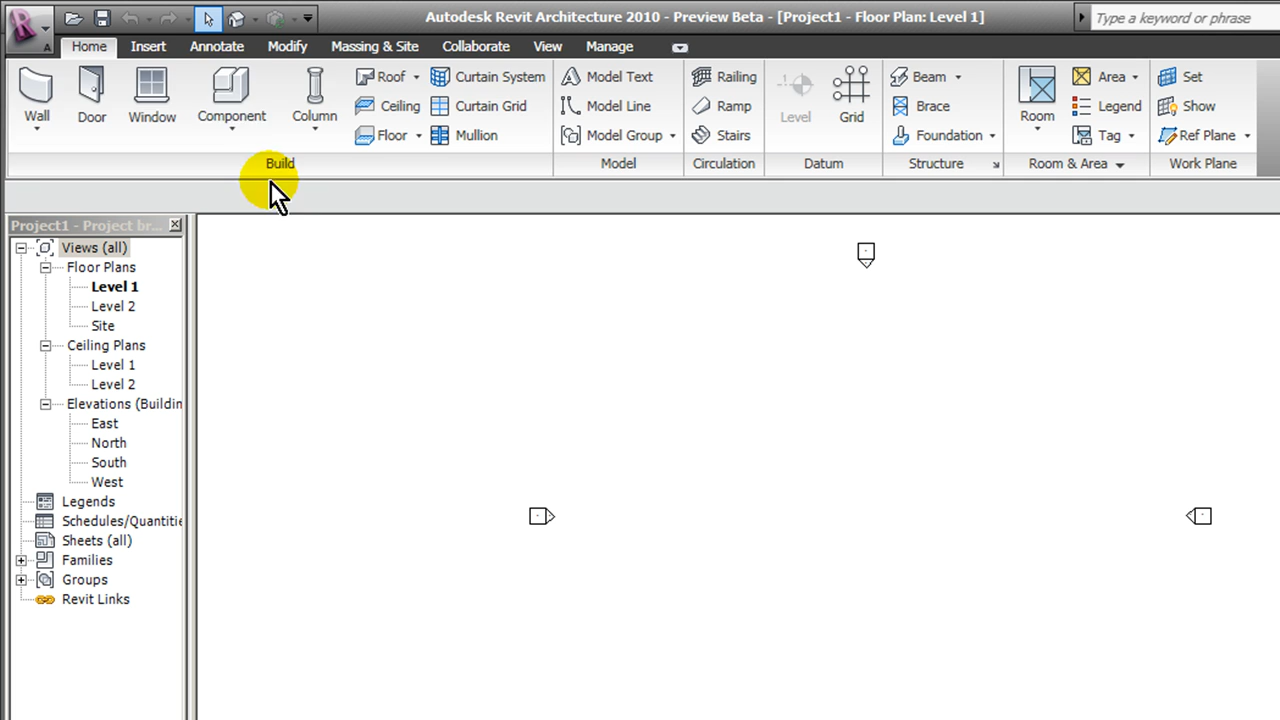 Autodesk Revit Architecture 2010 - Preview Beta - [Project1 - Floor Plan: Level 1]
Type a keyword or phrase
Home Insert Annotate Modify Massing & Site Collaborate View Manage
Roof Curtain System Model Text Railing Beam Area Set
Wall Door Window Component Column Ceiling Curtain Grid Model Line Ramp Level Grid Brace Room Legend Show
Floor Mullion Model Group Stairs Foundation Tag Ref Plane
Build Model Circulation Datum Structure Room & Area Work Plane
Project1 - Project br...
Views (all)
Floor Plans
Level 1
Level 2
Site
Ceiling Plans
Level 1
Level 2
Elevations (Buildin
East
North
South
West
Legends
Schedules/Quantitie
Sheets (all)
Families
Groups
Revit Links